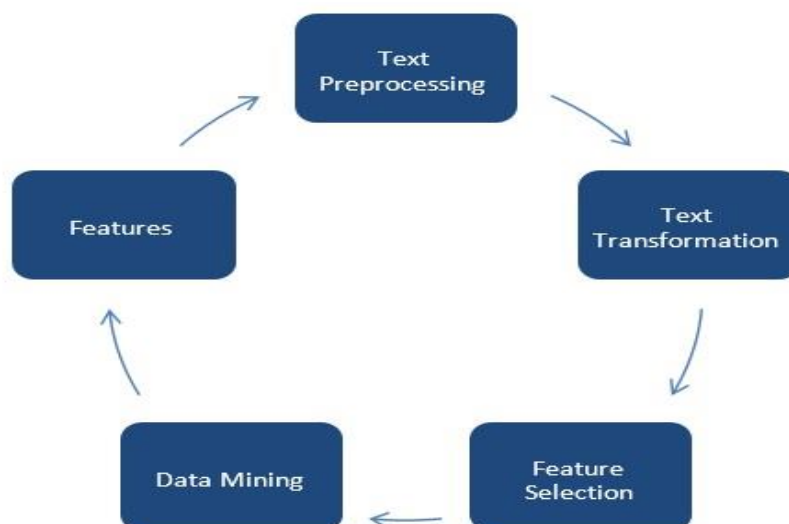 Text
Preprocessing
Text
Transformation
Feature
Selection
Data Mining
Features